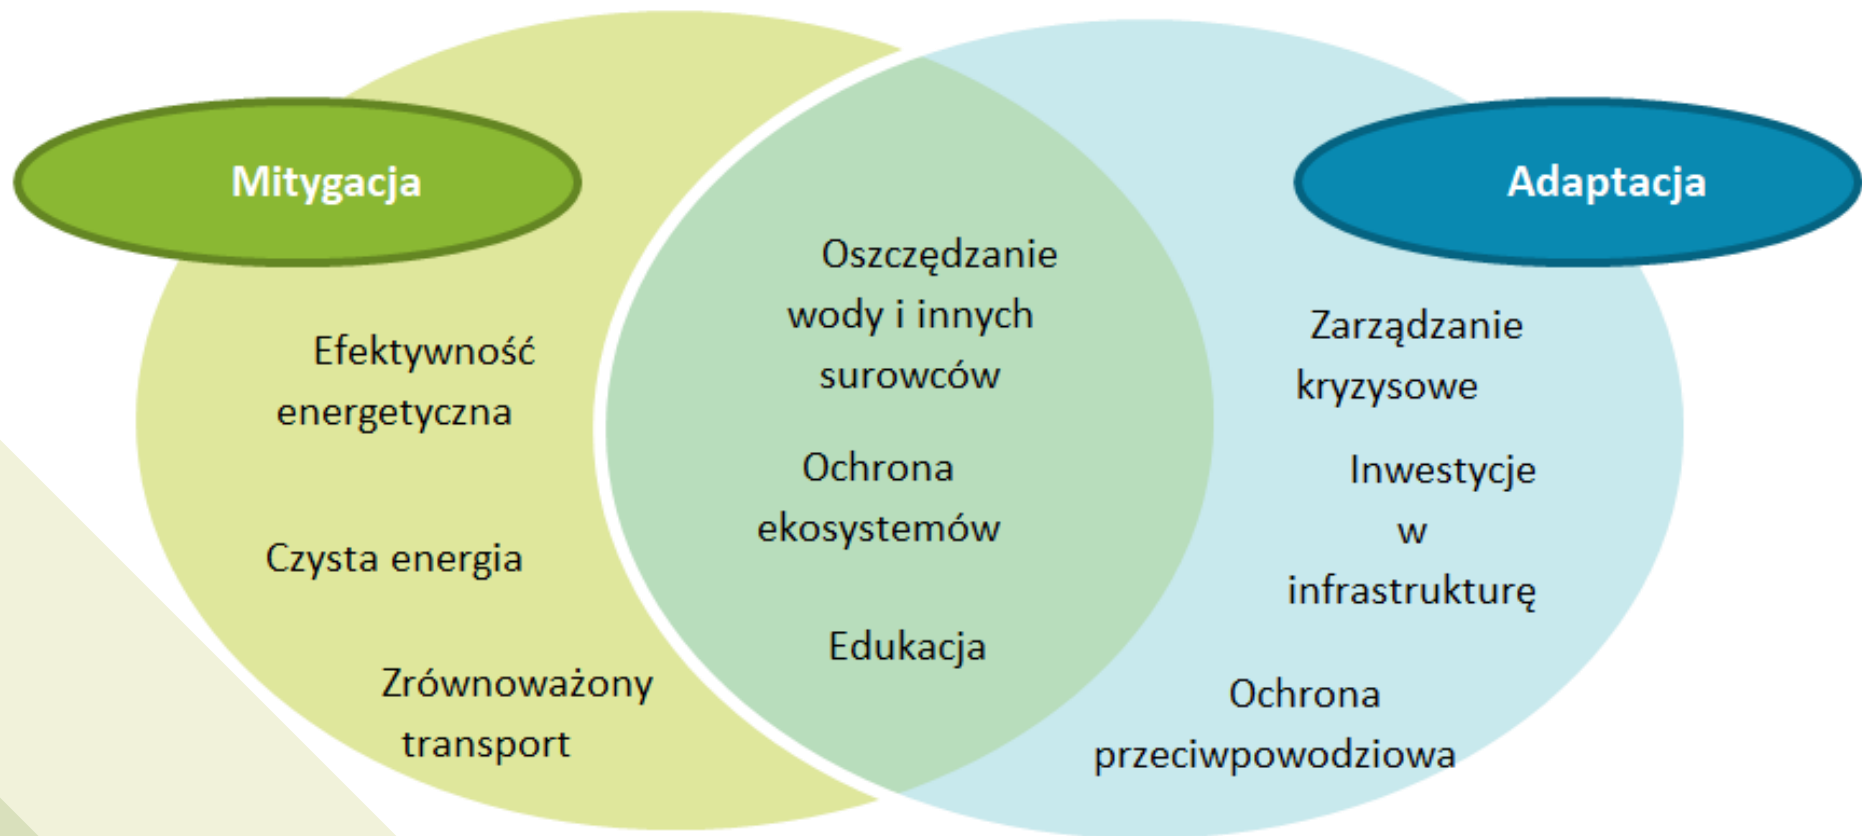 Mitygacja
Efektywność
energetyczna
Czysta energia
Zrównoważony
transport
Oszczędzanie
wody i innych
surowców
Ochrona
ekosystemów
Edukacja
Adaptacja
Zarządzanie
kryzysowe
Inwestycje
w
infrastrukturę
Ochrona
przeciwpowodziowa